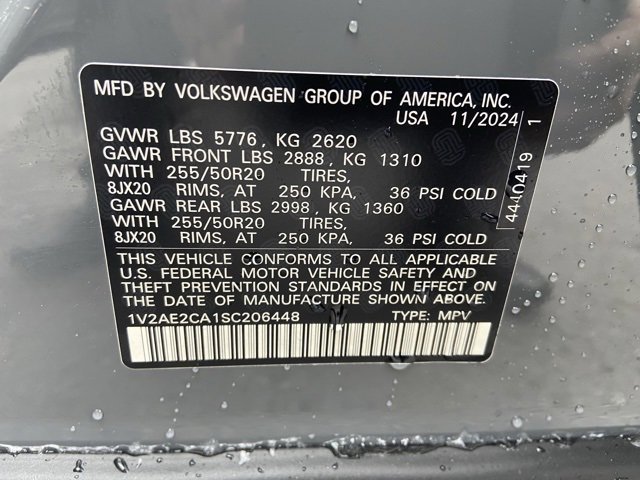 MFD BY VOLKSWAGEN GROUP OF AMERICA, INC.
USA 11/2024
GVWR LBS 5776, KG 2620
GAWR FRONT LBS 2888, KG 1310
WITH 255/50R20 TIRES,
8JX20 RIMS, AT 250 KPA, 36 PSI COLD
GAWR REAR LBS 2998, KG 1360
WITH 255/50R20 TIRES,
8JX20 RIMS, AT 250 KPA, 36 PSI COLD
THIS VEHICLE CONFORMS TO ALL APPLICABLE
U.S. FEDERAL MOTOR VEHICLE SAFETY AND
THEFT PREVENTION STANDARDS IN EFFECT ON
THE DATE OF MANUFACTURE SHOWN ABOVE.
1V2AE2CA1SC206448 TYPE: MPV
4440419 1